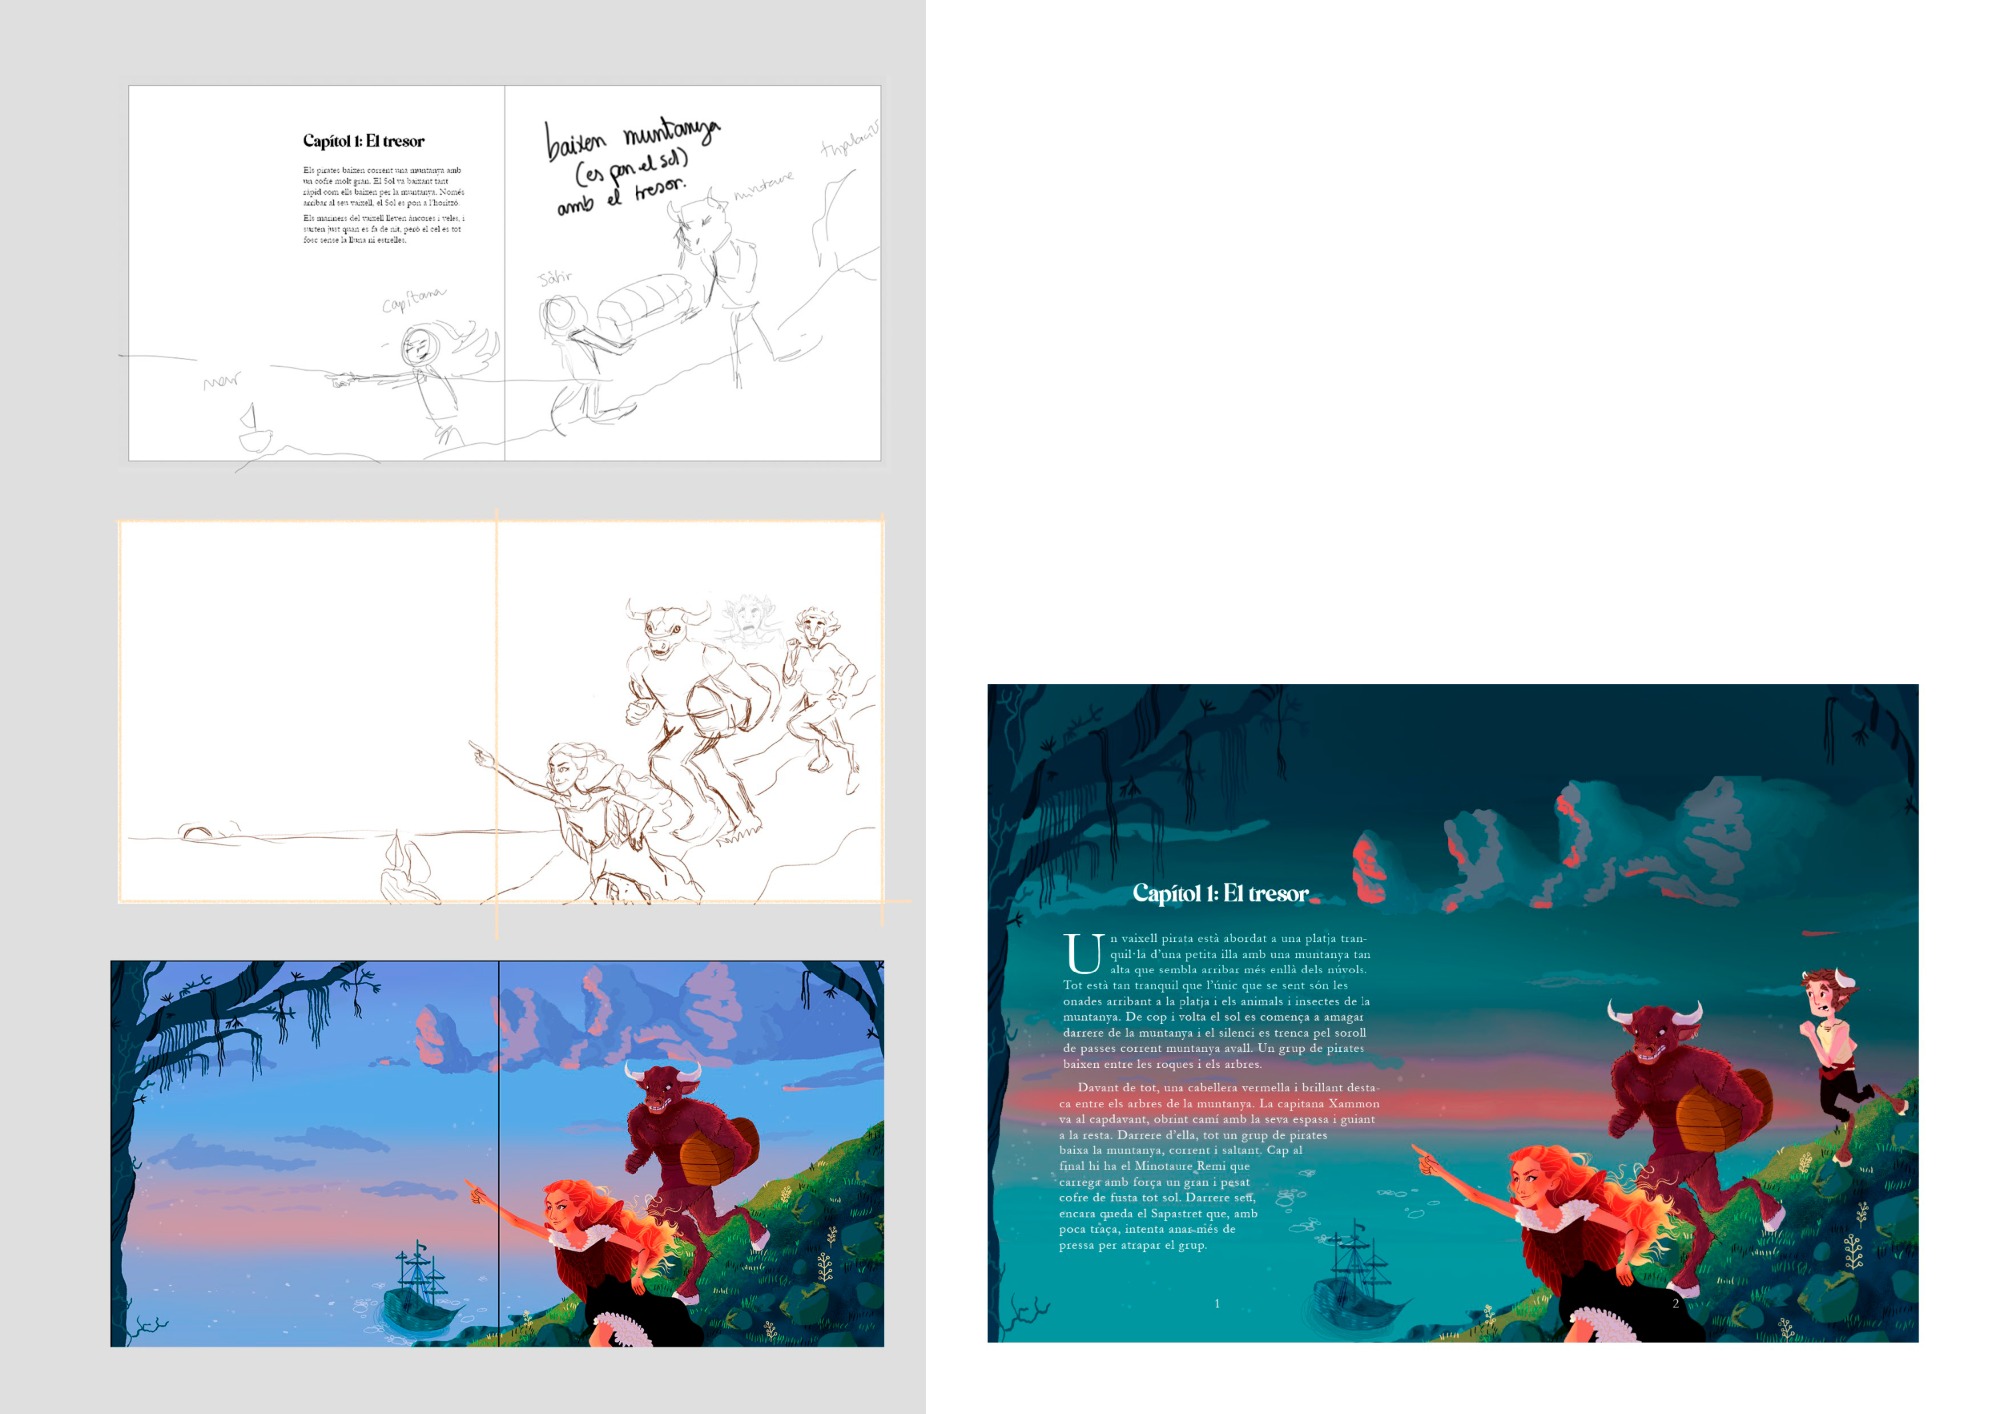 Capítol 1: El tresor
Els pirates baixen corrent una muntanya amb
un cofre molt gran. El Sol va baixant tant
ràpid com ells baixen per la muntanya. Només
arribar al seu vaixell, el Sol es pon a l'horitzó.
Els mariners del vaixell lleven àncores i veles, i
surten just quan es fa de nit, però el cel es tot
fosc sense la lluna ni estrelles.
baixen muntanya
(es pon el sol)
amb el tresor.
minotaure
sàtir
capitana
mar
Capítol 1: El tresor
Un vaixell pirata està abordat a una platja tran-
quil·la d'una petita illa amb una muntanya tan
alta que sembla arribar més enllà dels núvols.
Tot està tan tranquil que l'únic que se sent són les
onades arribant a la platja i els animals i insectes de la
muntanya. De cop i volta el sol es comença a amagar
darrere de la muntanya i el silenci es trenca pel soroll
de passes corrent muntanya avall. Un grup de pirates
baixen entre les roques i els arbres.
Davant de tot, una cabellera vermella i brillant desta-
ca entre els arbres de la muntanya. La capitana Xammon
va al capdavant, obrint camí amb la seva espasa i guiant
a la resta. Darrere d'ella, tot un grup de pirates
baixa la muntanya, corrent i saltant. Cap al
final hi ha el Minotaure Remi que
carrega amb força un gran i pesat
cofre de fusta tot sol. Darrere seu,
encara queda el Sapastret que, amb
poca traça, intenta anar més de
pressa per atrapar el grup.
1
2